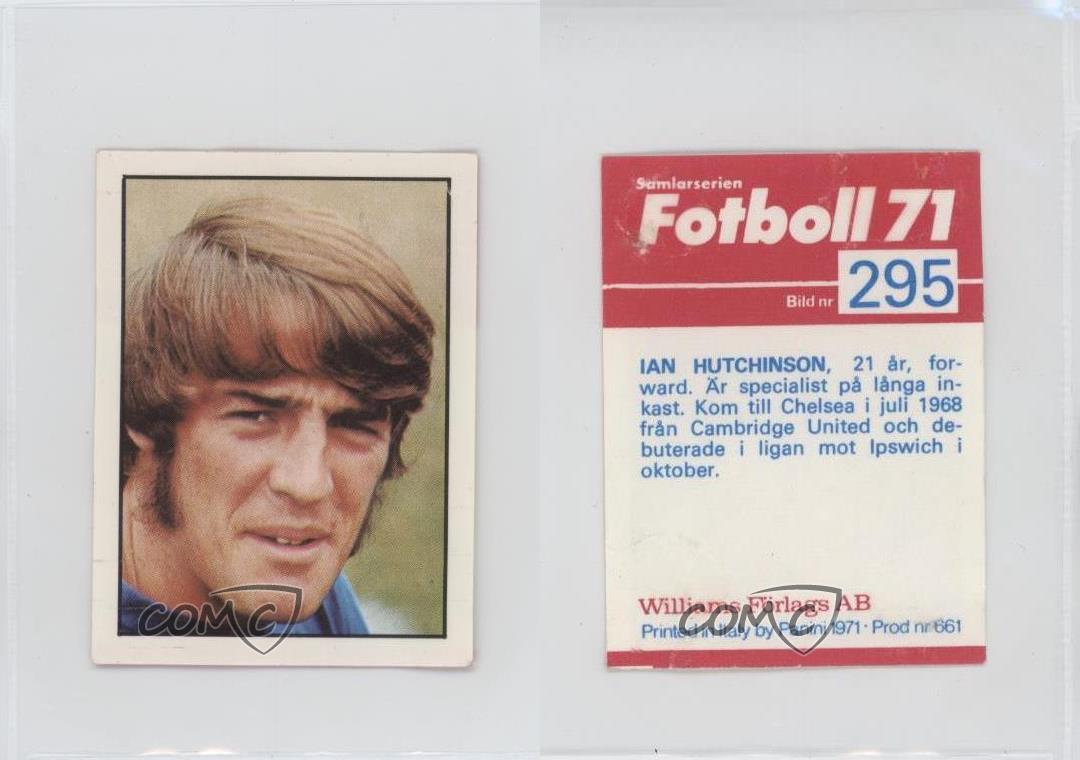 Samlarserien
Fotboll 71
Bild nr 295
IAN HUTCHINSON, 21 år, for-
ward. Är specialist på långa in-
kast. Kom till Chelsea i juli 1968
från Cambridge United och de-
buterade i ligan mot Ipswich i
oktober.
Williams Förlags AB
Printed in Italy by Panini 1971 · Prod nr 661
COMC
COMC